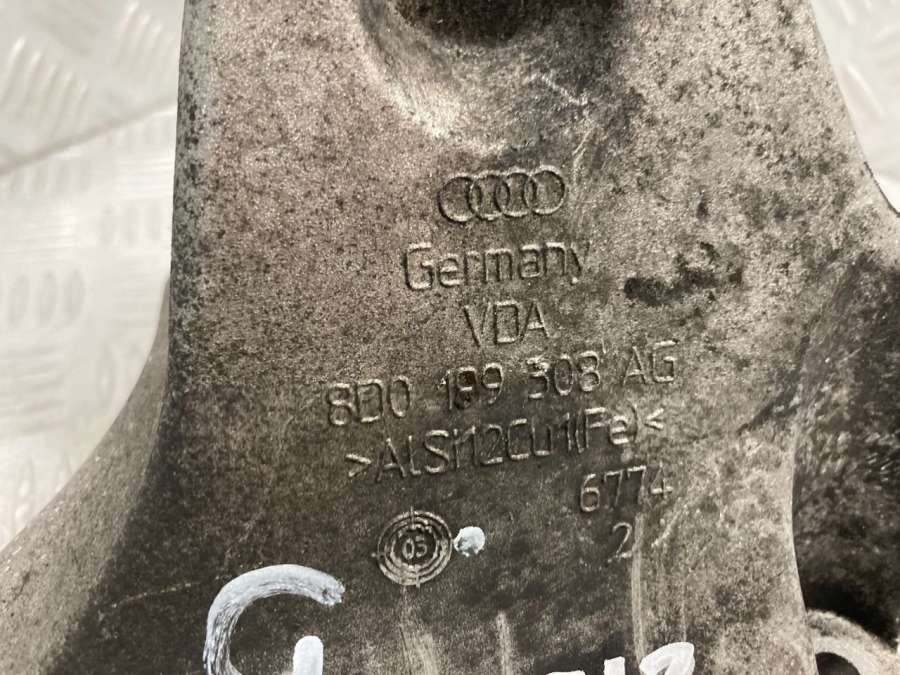 Germany
VDA
8D0 199 308 AG
>AlSi12Cu1(Fe)<
6774
2
05